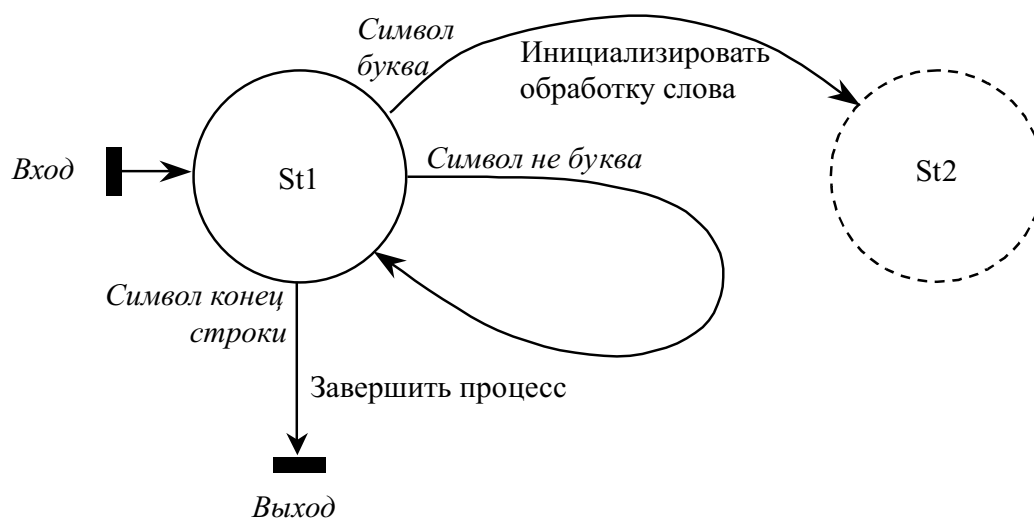 Символ
буква
Инициализировать
обработку слова
Вход
St1
Символ не буква
St2
Символ конец
строки
Завершить процесс
Выход